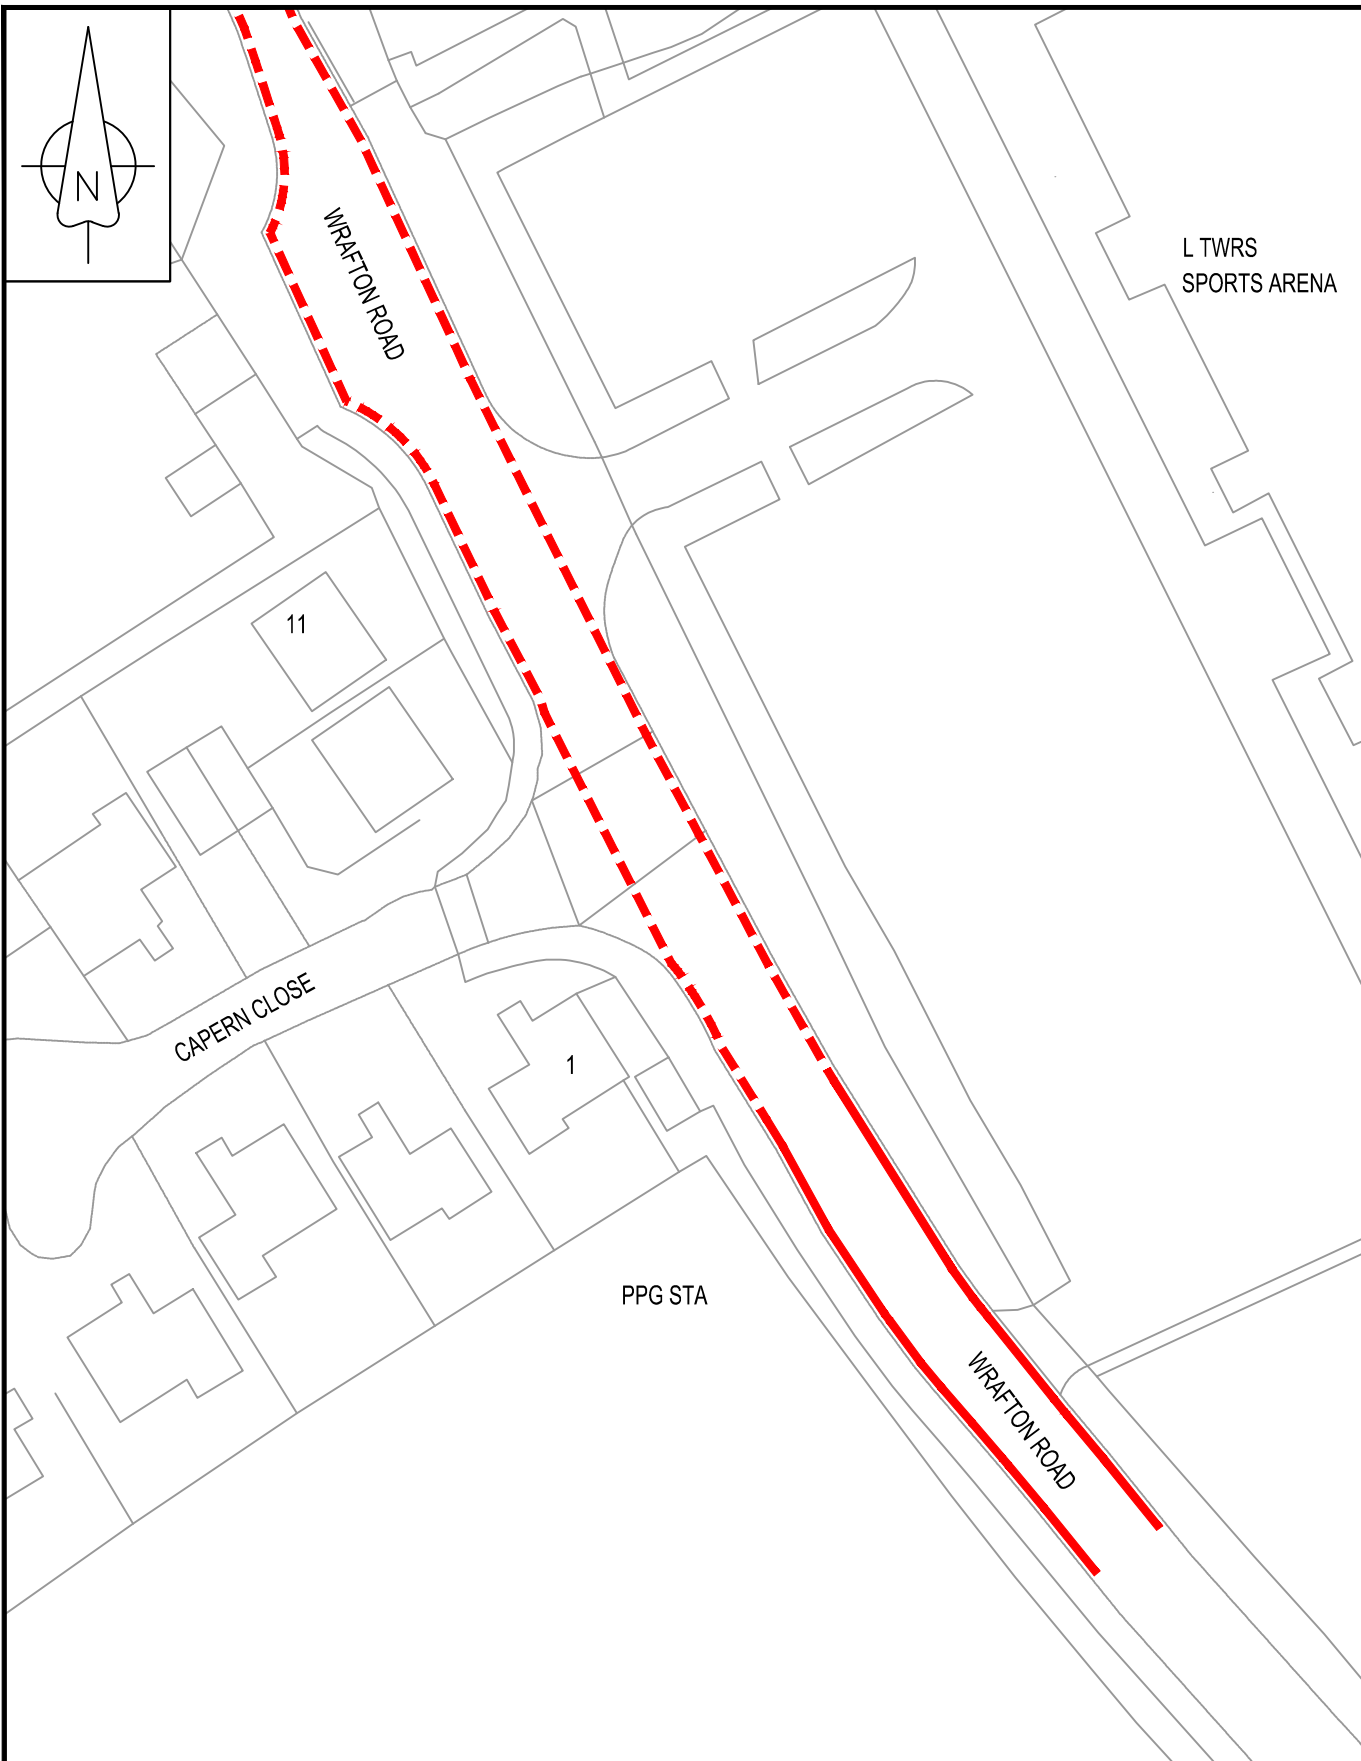 N
WRAFTON ROAD
L TWRS
SPORTS ARENA
11
CAPERN CLOSE
1
PPG STA
WRAFTON ROAD